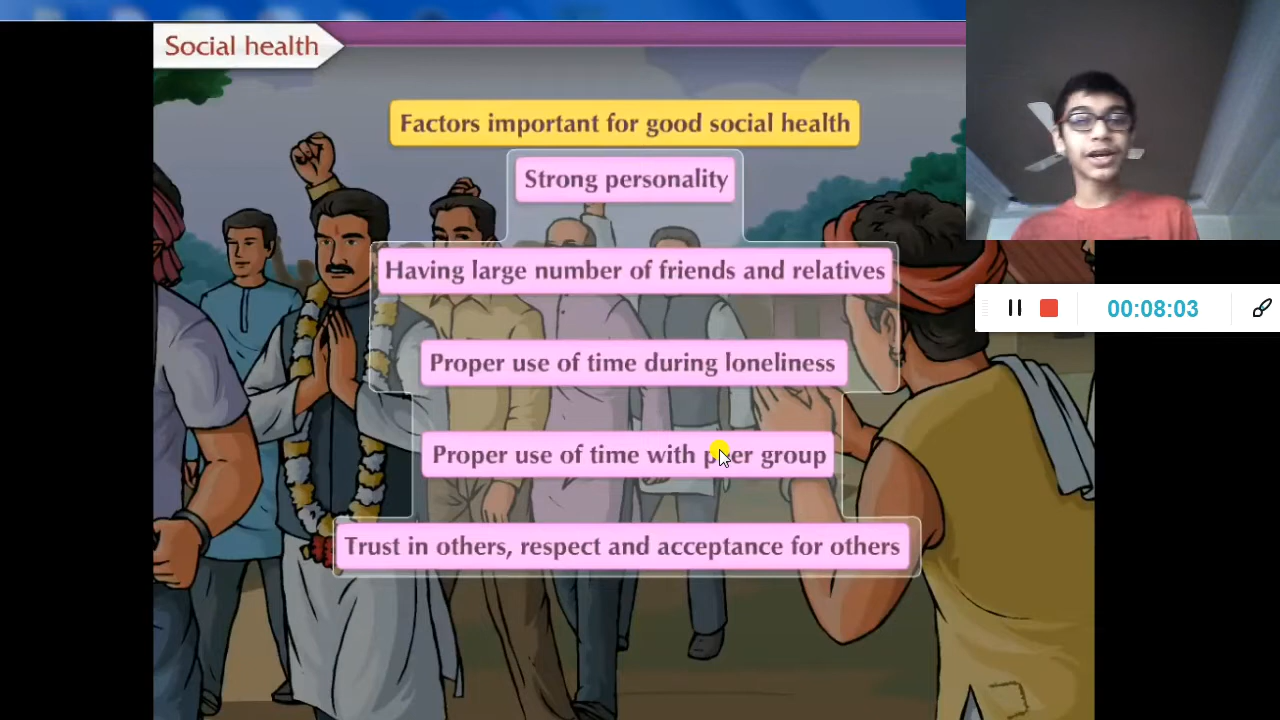 Social health
Factors important for good social health
Strong personality
Having large number of friends and relatives
00:08:03
Proper use of time during loneliness
Proper use of time with peer group
Trust in others, respect and acceptance for others